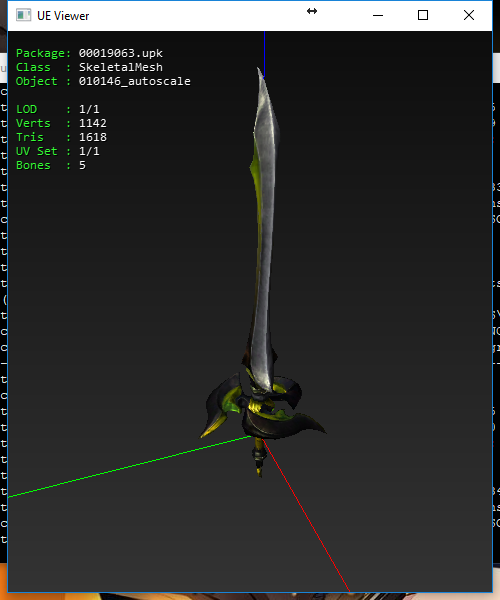 UE Viewer
Package: 00019063.upk
Class  : SkeletalMesh
Object : 010146_autoscale
LOD    : 1/1
Verts  : 1142
Tris   : 1618
UV Set : 1/1
Bones  : 5